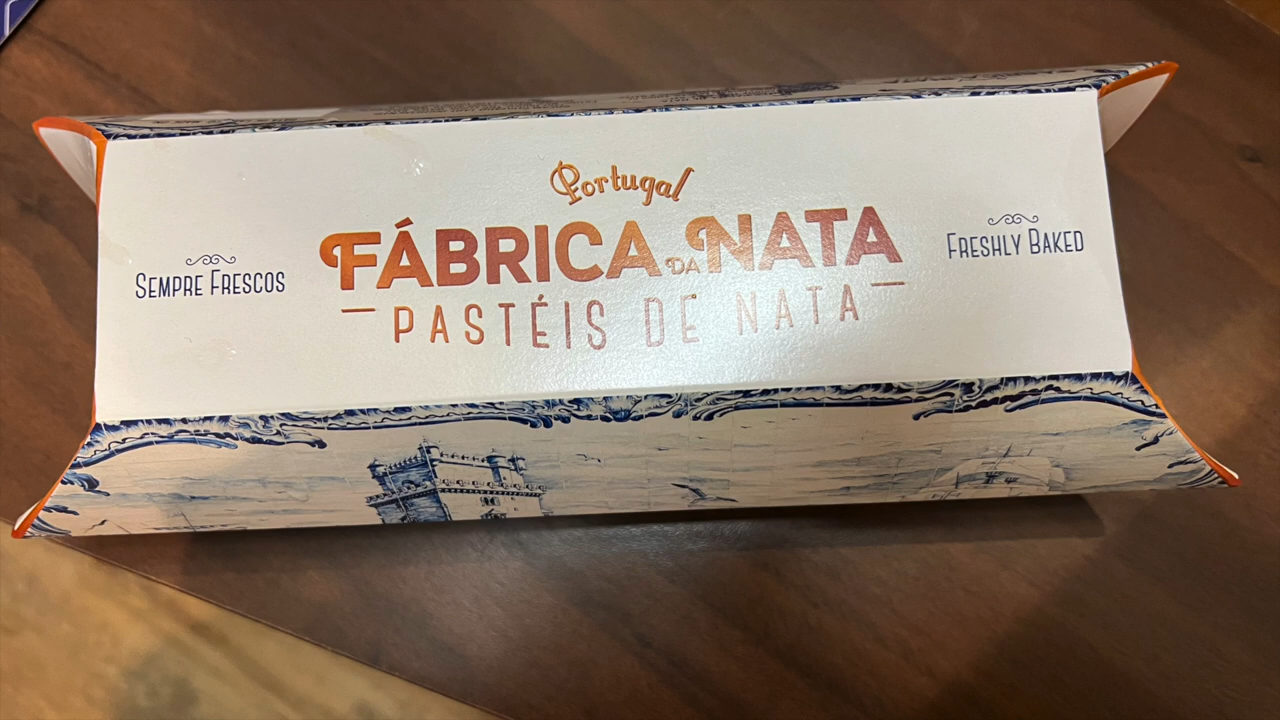 Portugal
FÁBRICA DA NATA
PASTÉIS DE NATA
SEMPRE FRESCOS
FRESHLY BAKED